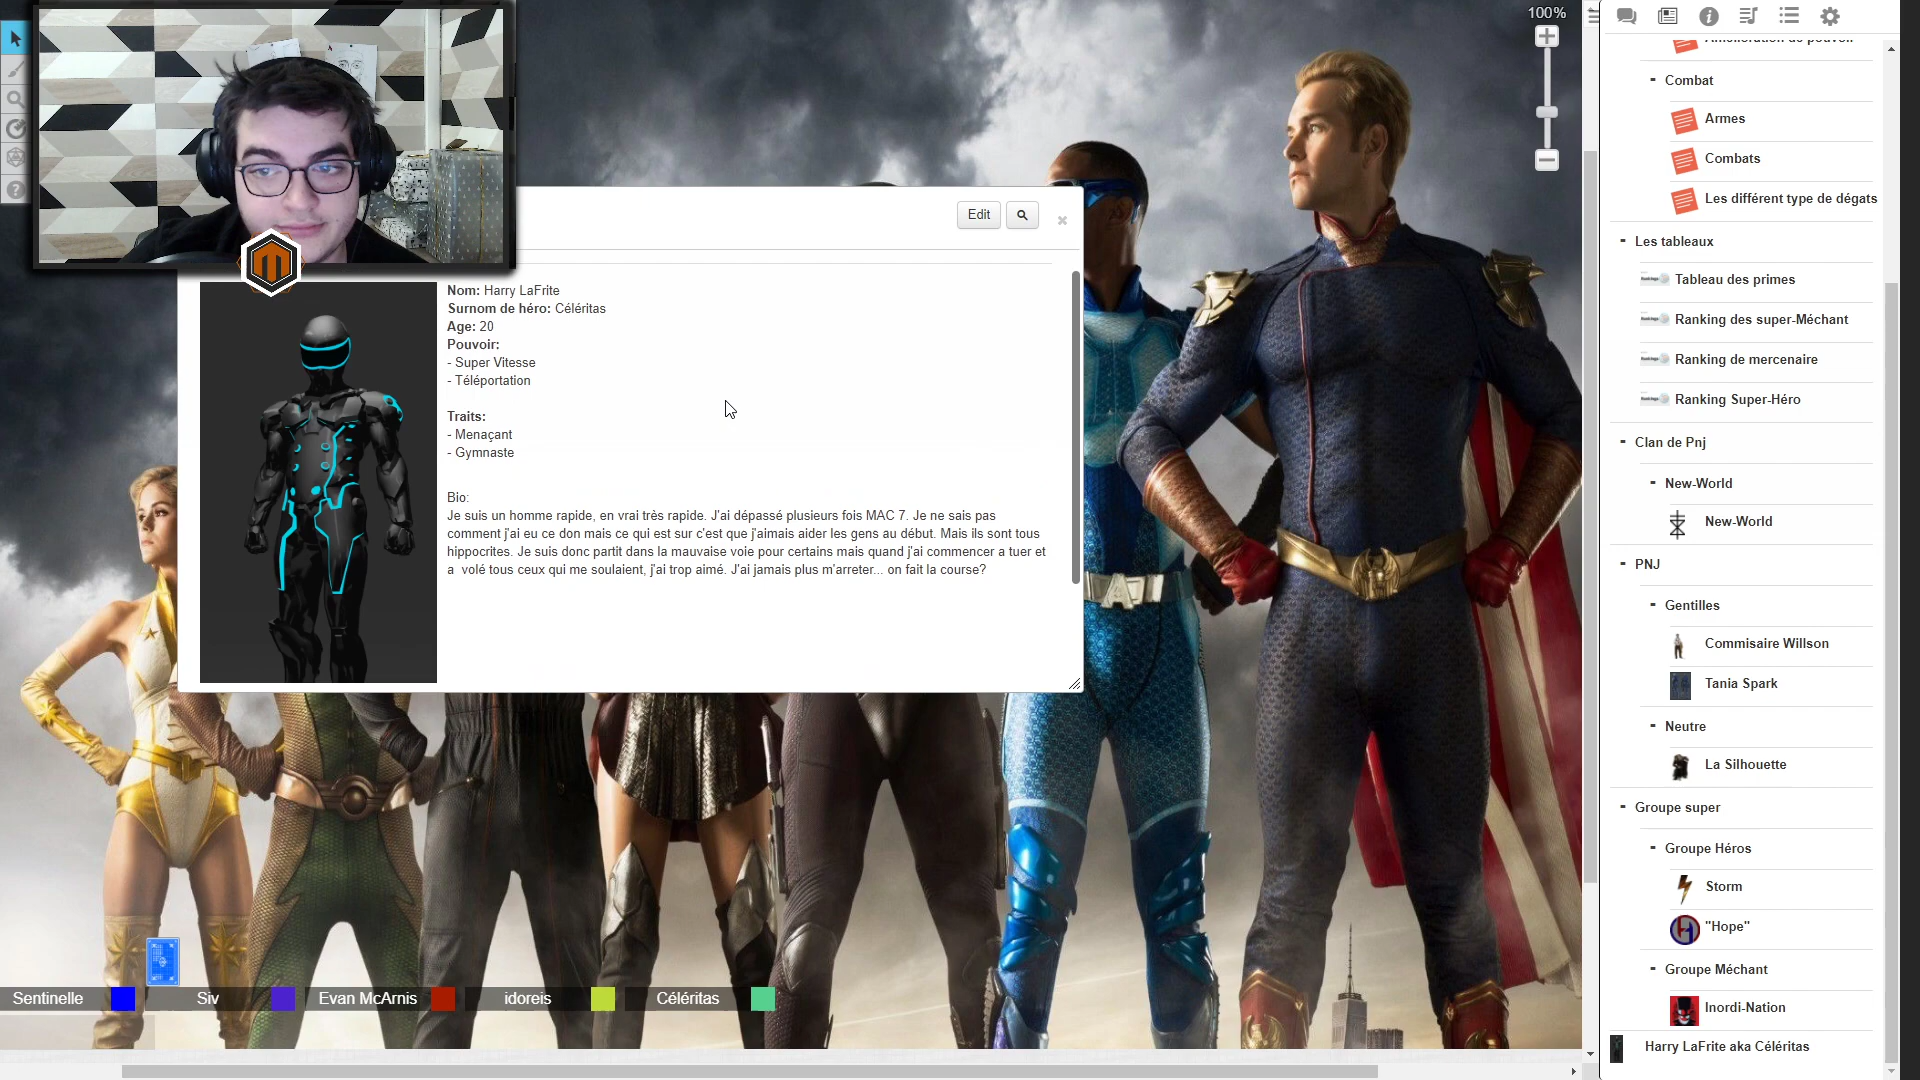 100%
Edit
Nom: Harry LaFrite
Surnom de héro: Céléritas
Age: 20
Pouvoir:
- Super Vitesse
- Téléportation
Traits:
- Menaçant
- Gymnaste
Bio:
Je suis un homme rapide, en vrai très rapide. J'ai dépassé plusieurs fois MAC 7. Je ne sais pas
comment j'ai eu ce don mais ce qui est sur c'est que j'aimais aider les gens au début. Mais ils sont tous
hippocrites. Je suis donc partit dans la mauvaise voie pour certains mais quand j'ai commencer a tuer et
a volé tous ceux qui me soulaient, j'ai trop aimé. J'ai jamais plus m'arreter... on fait la course?
Sentinelle
Siv
Evan McArnis
idoreis
Céléritas
Amélioration de pouvoir
- Combat
Armes
Combats
Les différent type de dégats
- Les tableaux
Tableau des primes
Ranking des super-Méchant
Ranking de mercenaire
Ranking Super-Héro
- Clan de Pnj
- New-World
New-World
- PNJ
- Gentilles
Commisaire Willson
Tania Spark
- Neutre
La Silhouette
- Groupe super
- Groupe Héros
Storm
"Hope"
- Groupe Méchant
Inordi-Nation
Harry LaFrite aka Céléritas